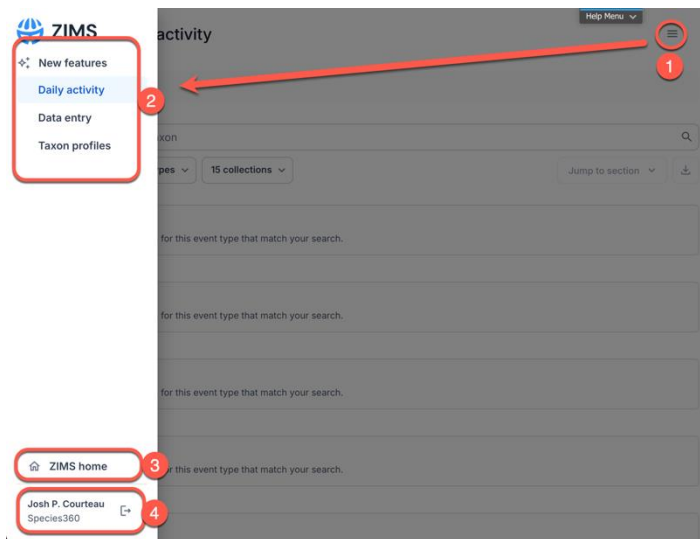 ZIMS
activity
Help Menu
1
New features
Daily activity
2
Data entry
Taxon profiles
axon
pes
15 collections
Jump to section
for this event type that match your search.
for this event type that match your search.
for this event type that match your search.
ZIMS home
3
r this event type that match your search.
Josh P. Courteau
Species360
4